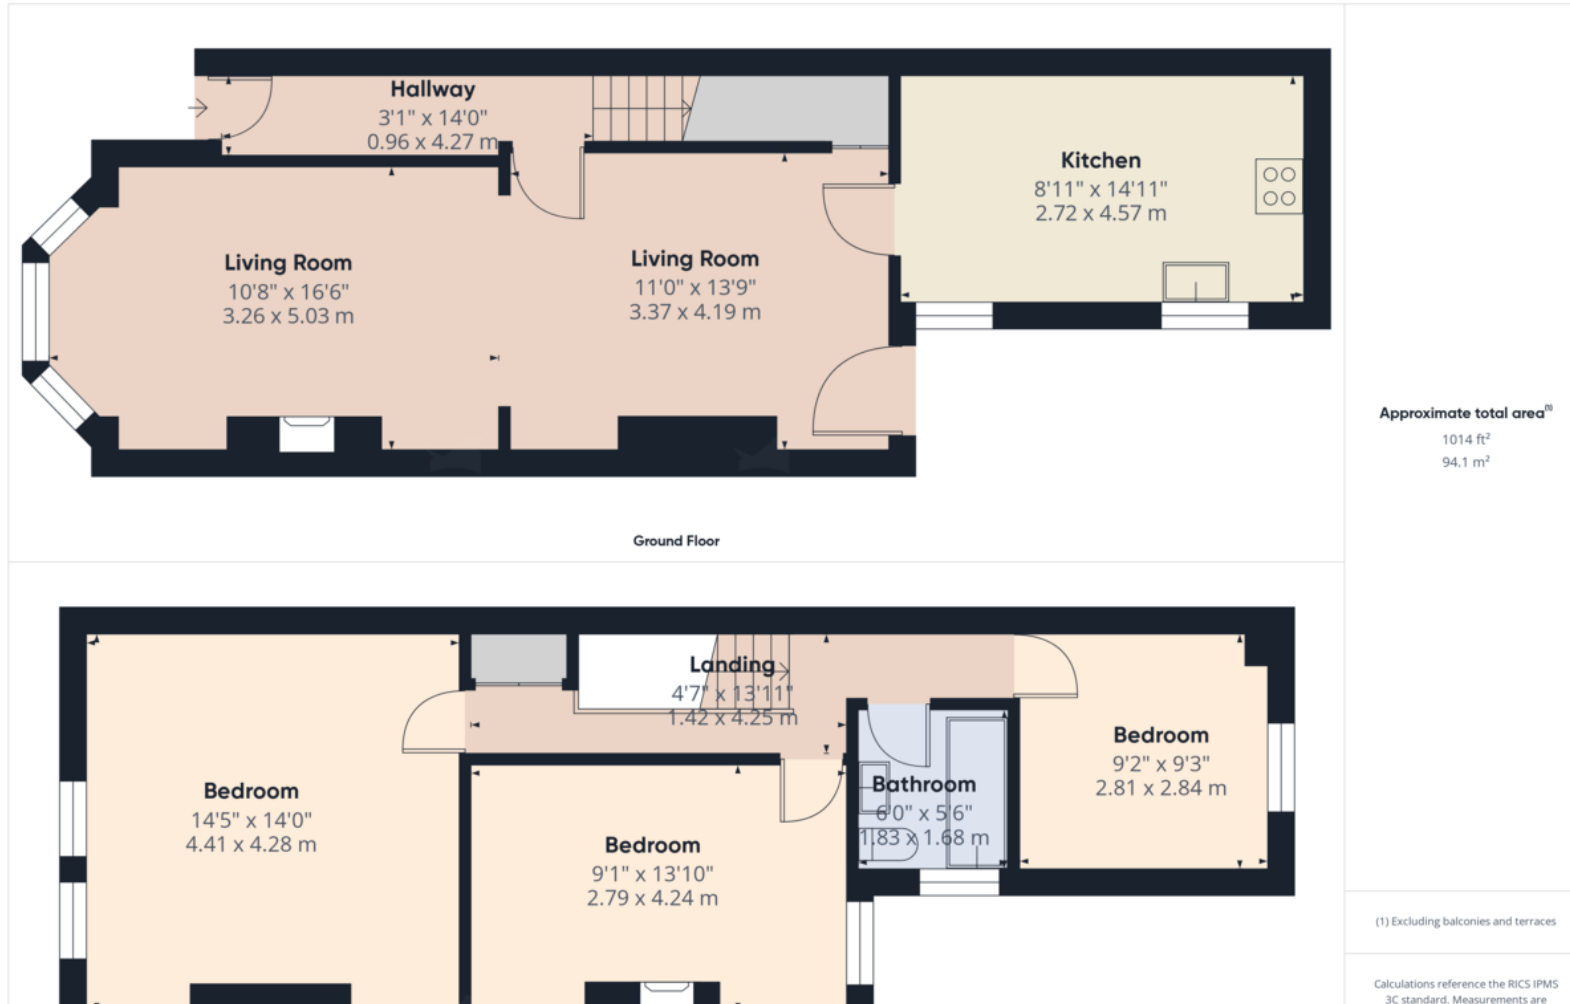 Hallway
3'1" x 14'0"
0.96 x 4.27 m
Kitchen
8'11" x 14'11"
2.72 x 4.57 m
Living Room
10'8" x 16'6"
3.26 x 5.03 m
Living Room
11'0" x 13'9"
3.37 x 4.19 m
Ground Floor
Approximate total area⁽¹⁾
1014 ft²
94.1 m²
Landing
4'7" x 13'11"
1.42 x 4.25 m
Bedroom
14'5" x 14'0"
4.41 x 4.28 m
Bedroom
9'1" x 13'10"
2.79 x 4.24 m
Bathroom
6'0" x 5'6"
1.83 x 1.68 m
Bedroom
9'2" x 9'3"
2.81 x 2.84 m
(1) Excluding balconies and terraces
Calculations reference the RICS IPMS
3C standard. Measurements are